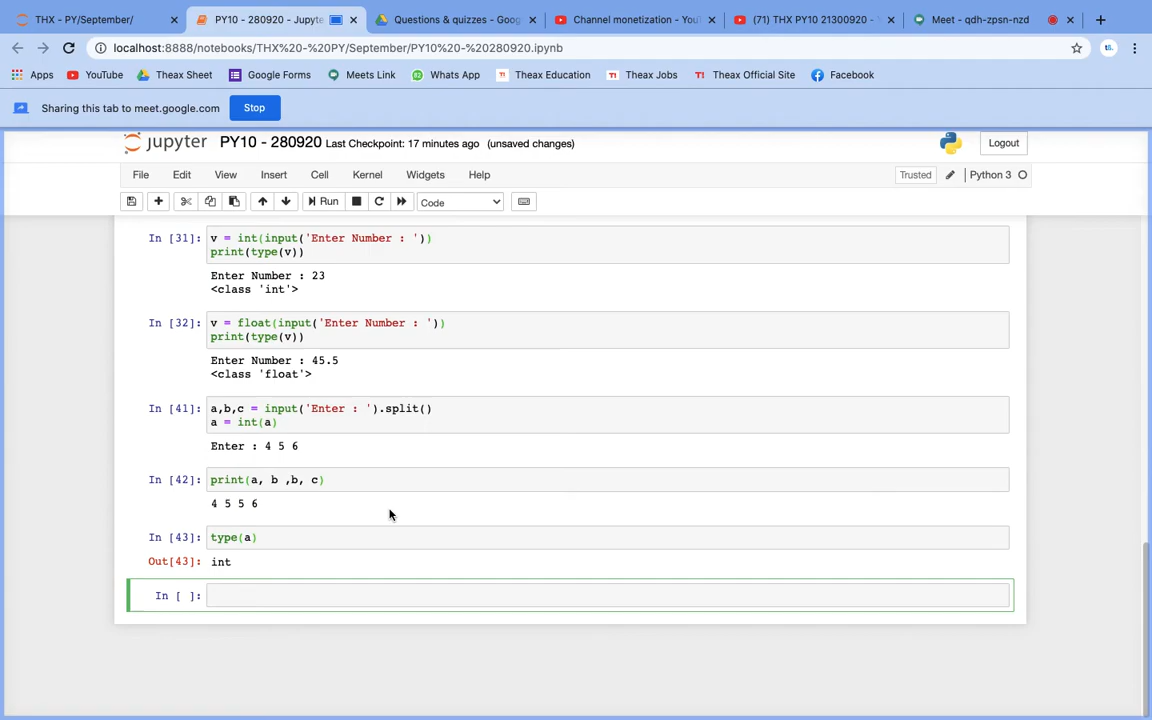 THX - PY/September/
PY10 - 280920 - Jupyte
Questions & quizzes - Goog
Channel monetization - You
(71) THX PY10 21300920 -
Meet - qdh-zpsn-nzd
localhost:8888/notebooks/THX%20-%20PY/September/PY10%20-%20280920.ipynb
Apps YouTube Theax Sheet Google Forms Meets Link Whats App Theax Education Theax Jobs Theax Official Site Facebook
Sharing this tab to meet.google.com Stop
jupyter PY10 - 280920 Last Checkpoint: 17 minutes ago (unsaved changes) Logout
File Edit View Insert Cell Kernel Widgets Help Trusted Python 3
Run Code
In [31]: v = int(input('Enter Number : '))
print(type(v))
Enter Number : 23
<class 'int'>
In [32]: v = float(input('Enter Number : '))
print(type(v))
Enter Number : 45.5
<class 'float'>
In [41]: a,b,c = input('Enter : ').split()
a = int(a)
Enter : 4 5 6
In [42]: print(a, b ,b, c)
4 5 5 6
In [43]: type(a)
Out[43]: int
In [ ]: